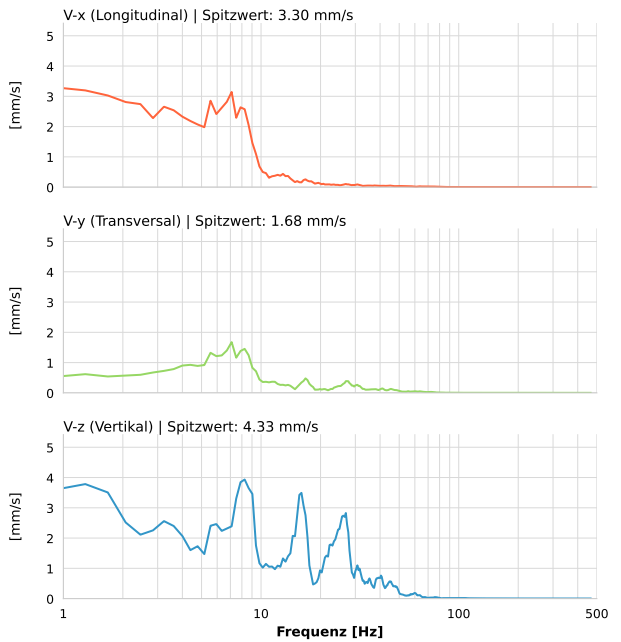 V-x (Longitudinal) | Spitzwert: 3.30 mm/s
5
4
3
2
1
0
[mm/s]
V-y (Transversal) | Spitzwert: 1.68 mm/s
5
4
3
2
1
0
[mm/s]
V-z (Vertikal) | Spitzwert: 4.33 mm/s
5
4
3
2
1
0
[mm/s]
1 10 100 500
Frequenz [Hz]